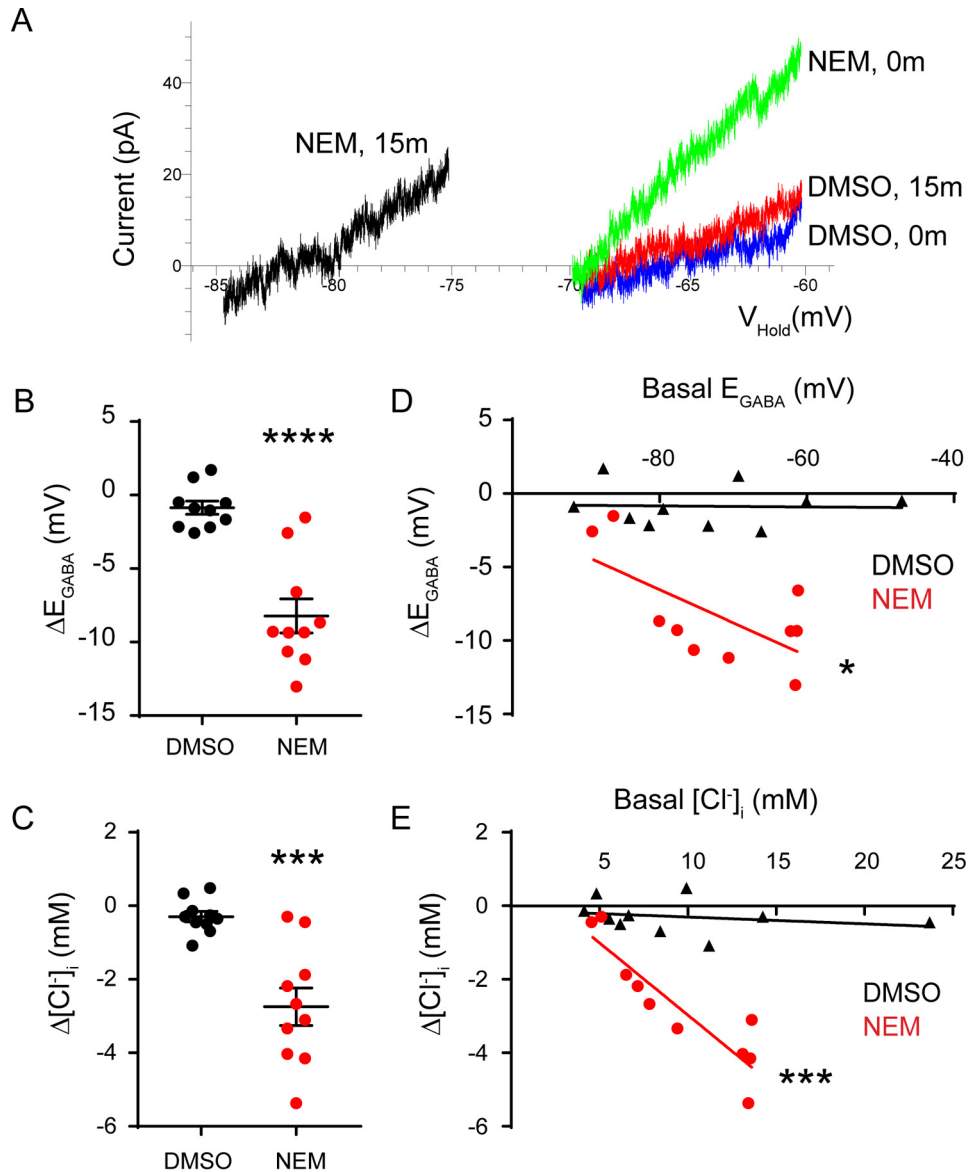 A
40
20
0
Current (pA)
NEM, 15m
NEM, 0m
DMSO, 15m
DMSO, 0m
-85
-80
-75
-70
-65
-60
V_Hold(mV)
B
5
0
-5
-10
-15
ΔE_GABA (mV)
****
DMSO
NEM
D
Basal E_GABA (mV)
-80
-60
-40
5
0
-5
-10
-15
ΔE_GABA (mV)
DMSO
NEM
*
C
2
0
-2
-4
-6
Δ[Cl⁻]_i (mM)
***
DMSO
NEM
E
Basal [Cl⁻]_i (mM)
5
10
15
20
25
2
0
-2
-4
-6
Δ[Cl⁻]_i (mM)
DMSO
NEM
***